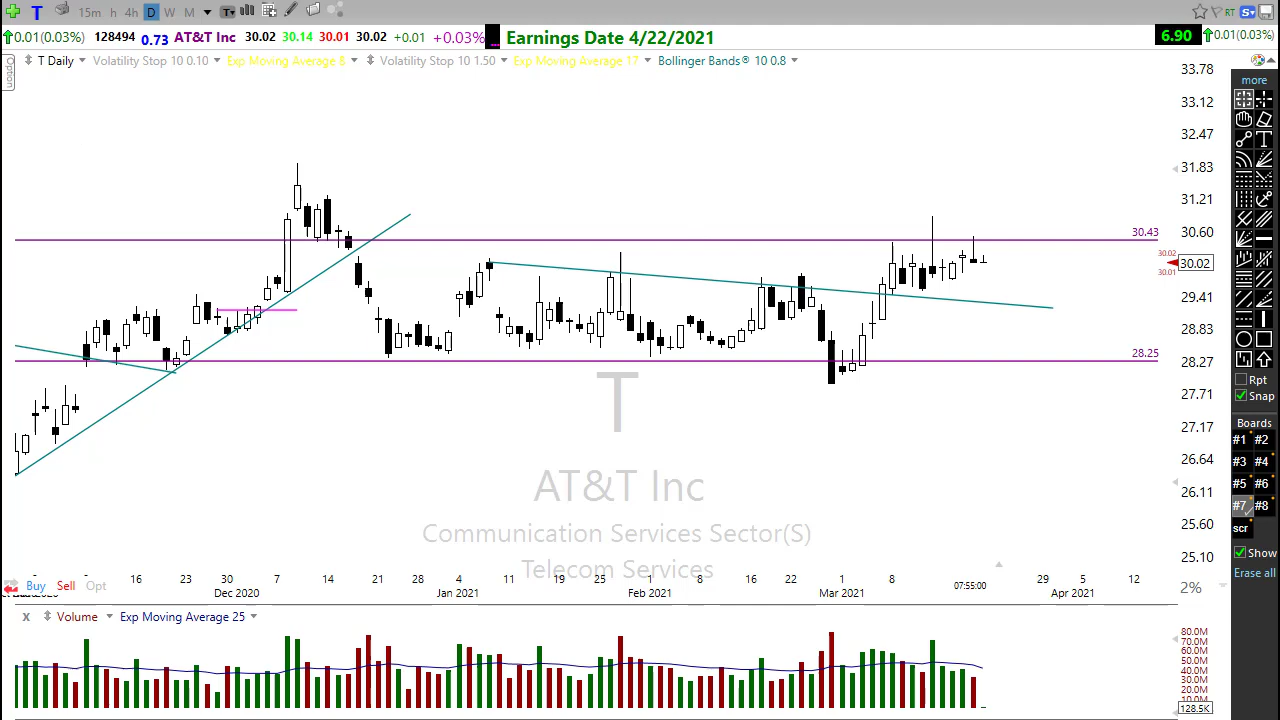 T 15m h 4h D W M T
RT S
0.01(0.03%) 128494 0.73 AT&T Inc 30.02 30.14 30.01 30.02 +0.01 +0.03% ... Earnings Date 4/22/2021 6.90 0.01(0.03%)
Option
T Daily Volatility Stop 10 0.10 Exp Moving Average 8 Volatility Stop 10 1.50 Exp Moving Average 17 Bollinger Bands® 10 0.8
33.78
33.12
32.47
31.83
31.21
30.60
30.02
29.41
28.83
28.27
27.71
27.17
26.64
26.11
25.60
25.10
30.43
30.02
30.01
28.25
T
AT&T Inc
Communication Services Sector(S)
Telecom Services
16 23 30 7 14 21 28 4 11 19 25 1 8 16 22 1 8 07:55:00 29 5 12
Dec 2020 Jan 2021 Feb 2021 Mar 2021 Apr 2021
Buy Sell Opt
2%
x Volume Exp Moving Average 25
80.0M
70.0M
60.0M
50.0M
40.0M
30.0M
20.0M
10.0M
128.5K
more
Rpt
Snap
Boards
#1 #2
#3 #4
#5 #6
#7 #8
scr
Show
Erase all